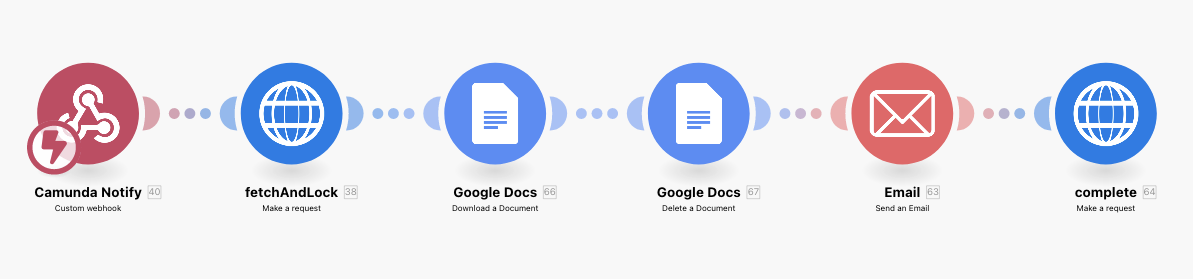 Camunda Notify 40
Custom webhook
fetchAndLock 38
Make a request
Google Docs 66
Download a Document
Google Docs 67
Delete a Document
Email 63
Send an Email
complete 64
Make a request